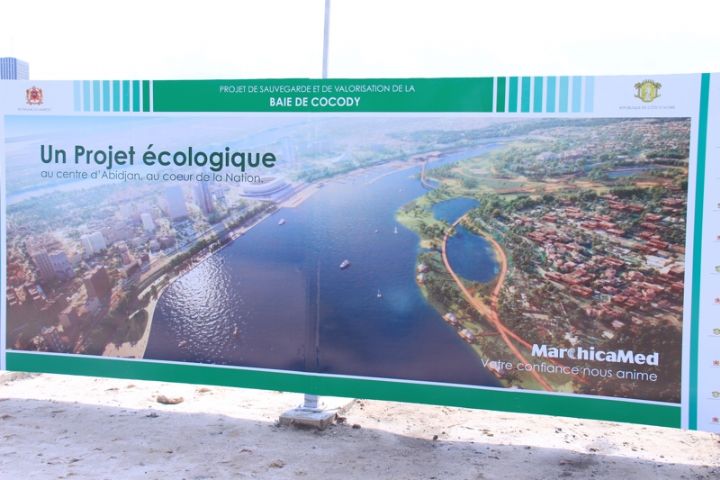 PROJET DE SAUVEGARDE ET DE VALORISATION DE LA
BAIE DE COCODY
Un Projet écologique
au centre d'Abidjan, au coeur de la Nation.
MarchicaMed
Votre confiance nous anime